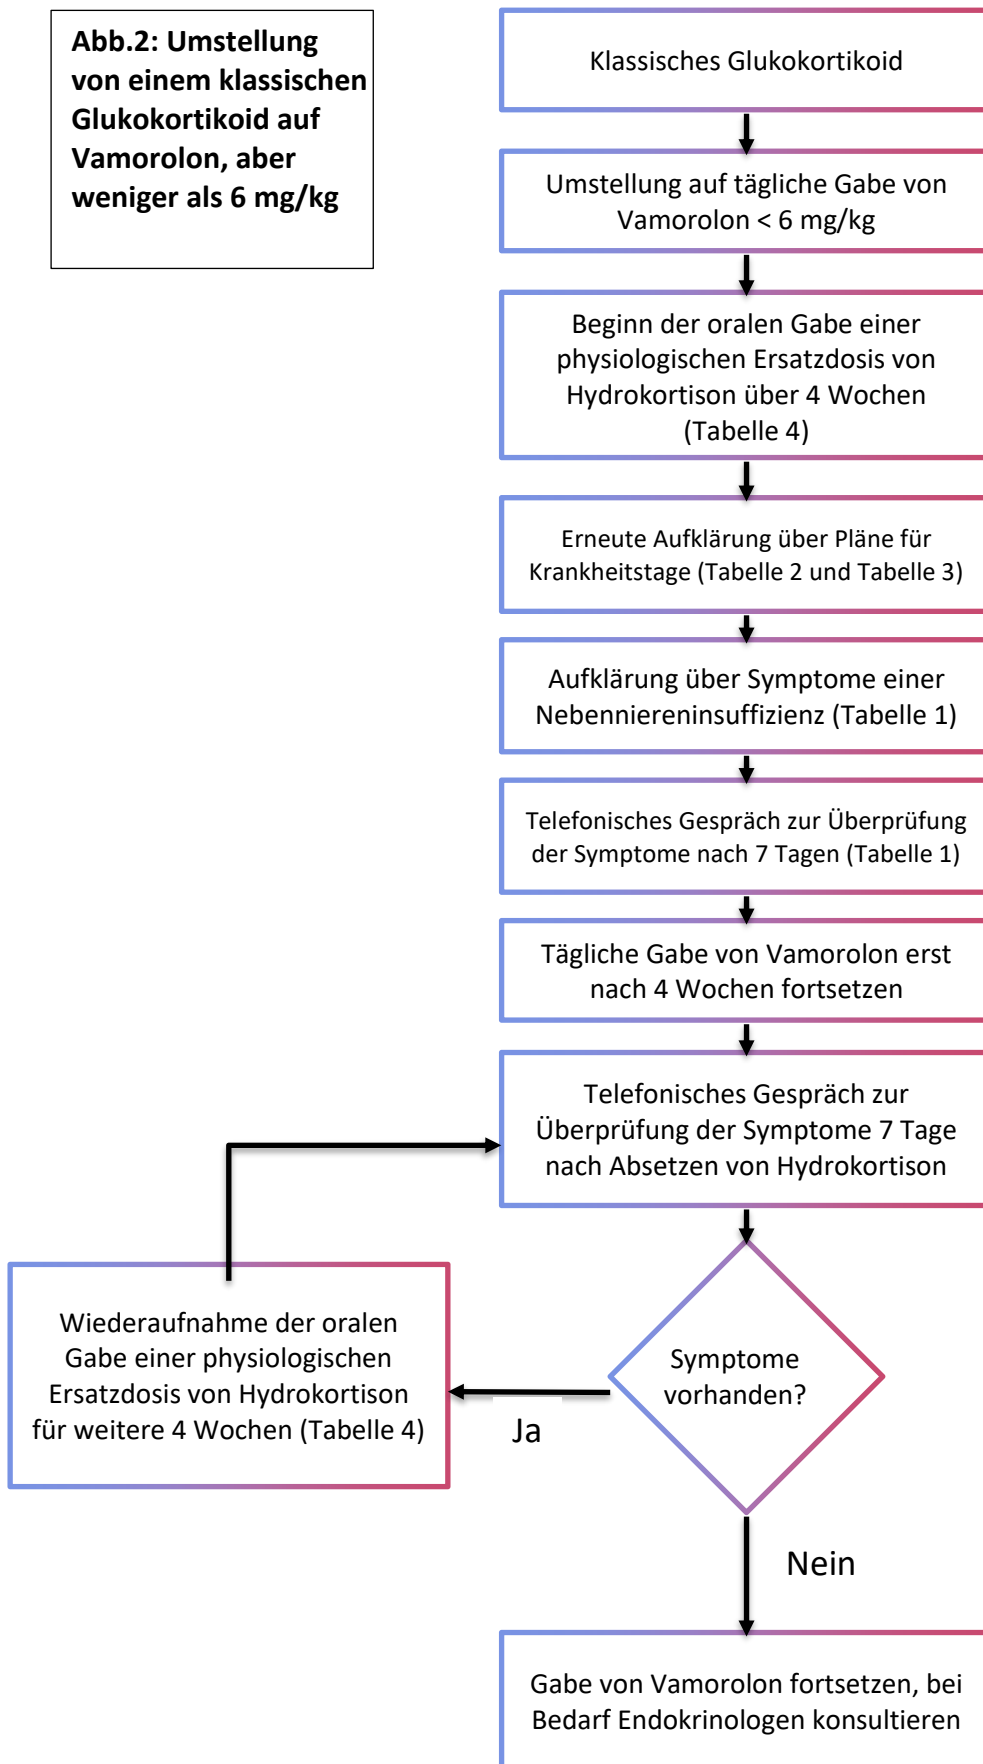 Abb.2: Umstellung
von einem klassischen
Glukokortikoid auf
Vamorolon, aber
weniger als 6 mg/kg
Klassisches Glukokortikoid
Umstellung auf tägliche Gabe von
Vamorolon < 6 mg/kg
Beginn der oralen Gabe einer
physiologischen Ersatzdosis von
Hydrokortison über 4 Wochen
(Tabelle 4)
Erneute Aufklärung über Pläne für
Krankheitstage (Tabelle 2 und Tabelle 3)
Aufklärung über Symptome einer
Nebenniereninsuffizienz (Tabelle 1)
Telefonisches Gespräch zur Überprüfung
der Symptome nach 7 Tagen (Tabelle 1)
Tägliche Gabe von Vamorolon erst
nach 4 Wochen fortsetzen
Telefonisches Gespräch zur
Überprüfung der Symptome 7 Tage
nach Absetzen von Hydrokortison
Symptome
vorhanden?
Ja
Wiederaufnahme der oralen
Gabe einer physiologischen
Ersatzdosis von Hydrokortison
für weitere 4 Wochen (Tabelle 4)
Nein
Gabe von Vamorolon fortsetzen, bei
Bedarf Endokrinologen konsultieren